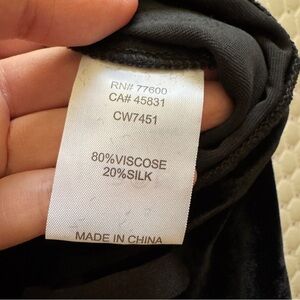 RN# 77600
CA# 45831
CW7451
80%VISCOSE
20%SILK
MADE IN CHINA